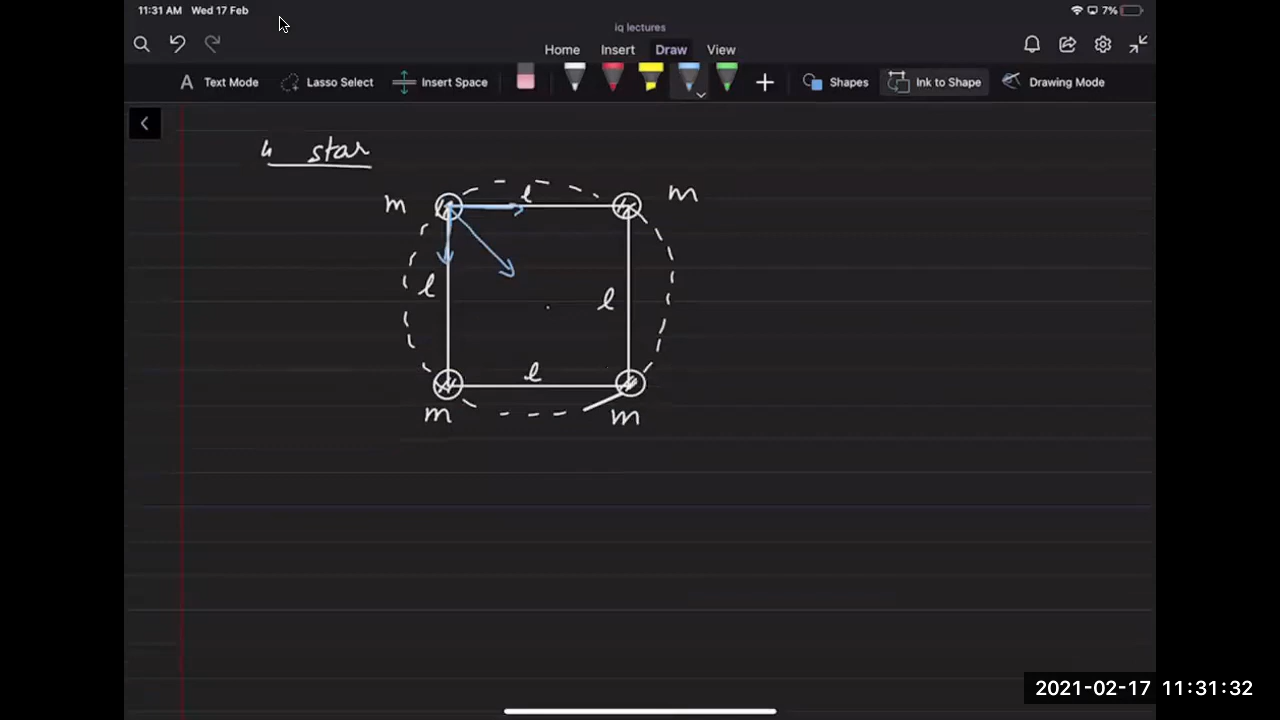 11:31 AM Wed 17 Feb
7%
iq lectures
Home Insert Draw View
A Text Mode Lasso Select Insert Space Shapes Ink to Shape Drawing Mode
4 star
l
m m
l l
l
m m
2021-02-17 11:31:32